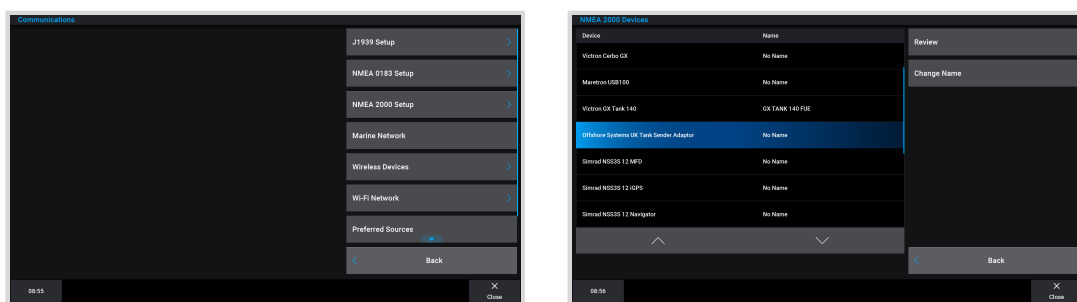 Communications
J1939 Setup
NMEA 0183 Setup
NMEA 2000 Setup
Marine Network
Wireless Devices
Wi-Fi Network
Preferred Sources
Back
08:55
Close
NMEA 2000 Devices
Device Name
Victron Cerbo GX No Name
Maretron USB100 No Name
Victron GX Tank 140 GX TANK 140 FUE
Offshore Systems UK Tank Sender Adaptor No Name
Simrad NSS3S 12 MFD No Name
Simrad NSS3S 12 iGPS No Name
Simrad NSS3S 12 Navigator No Name
Review
Change Name
Back
08:56
Close